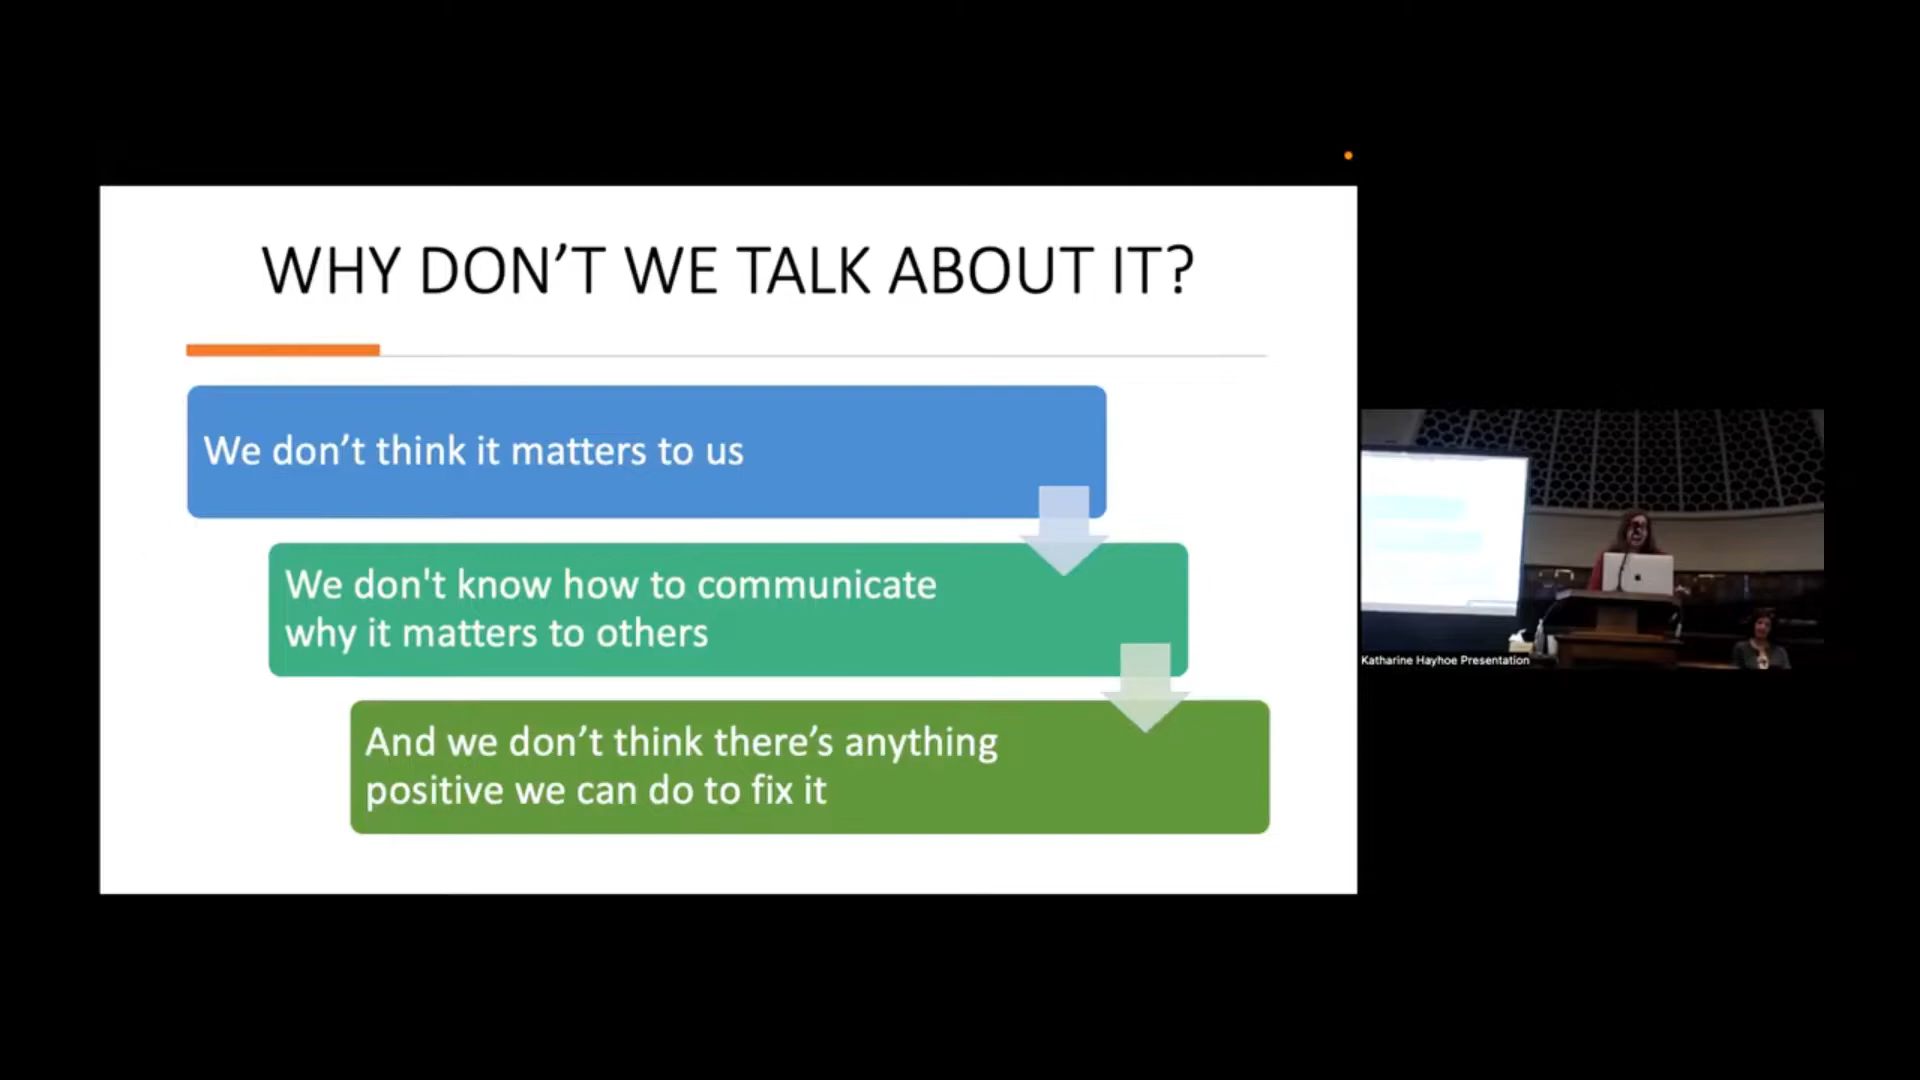 WHY DON’T WE TALK ABOUT IT?
We don’t think it matters to us
We don't know how to communicate
why it matters to others
And we don’t think there’s anything
positive we can do to fix it
Katharine Hayhoe Presentation